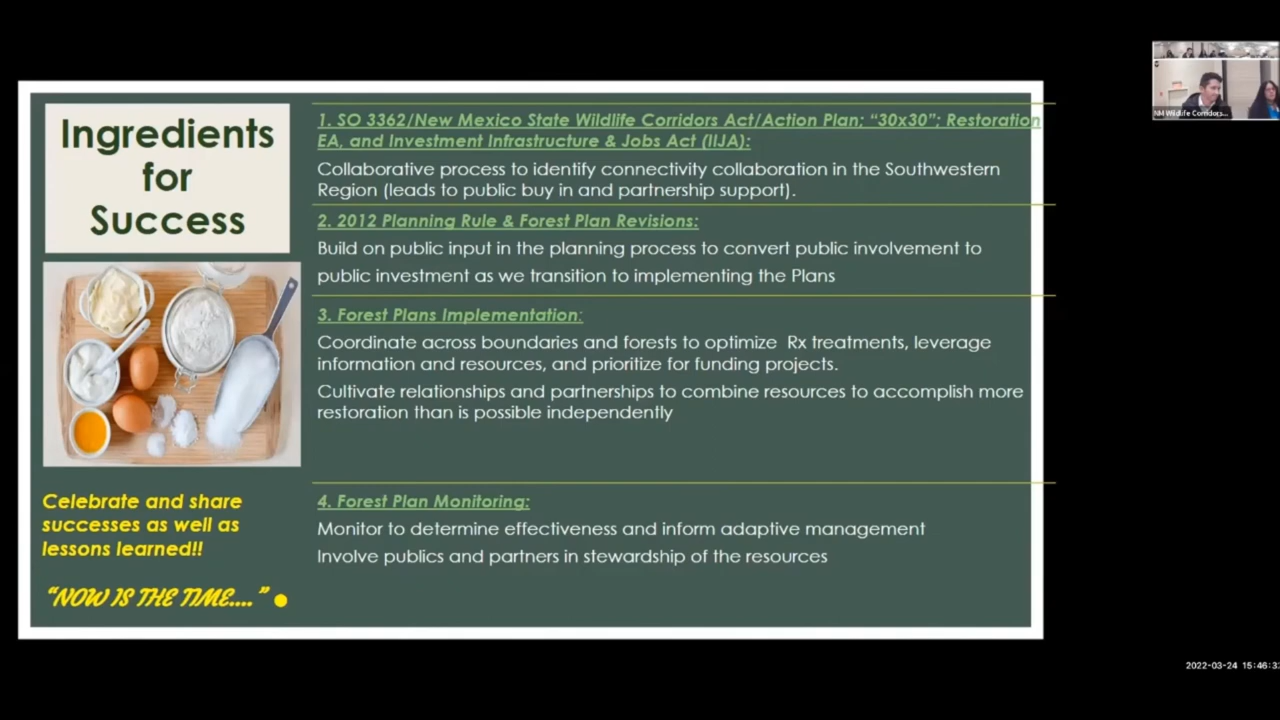 Ingredients
for
Success
Celebrate and share
successes as well as
lessons learned!!
“NOW IS THE TIME....”
1. SO 3362/New Mexico State Wildlife Corridors Act/Action Plan; “30x30”; Restoration
EA, and Investment Infrastructure & Jobs Act (IIJA):
Collaborative process to identify connectivity collaboration in the Southwestern
Region (leads to public buy in and partnership support).
2. 2012 Planning Rule & Forest Plan Revisions:
Build on public input in the planning process to convert public involvement to
public investment as we transition to implementing the Plans
3. Forest Plans Implementation:
Coordinate across boundaries and forests to optimize Rx treatments, leverage
information and resources, and prioritize for funding projects.
Cultivate relationships and partnerships to combine resources to accomplish more
restoration than is possible independently
4. Forest Plan Monitoring:
Monitor to determine effectiveness and inform adaptive management
Involve publics and partners in stewardship of the resources
NM Wildlife Corridors...
2022-03-24 15:46:3